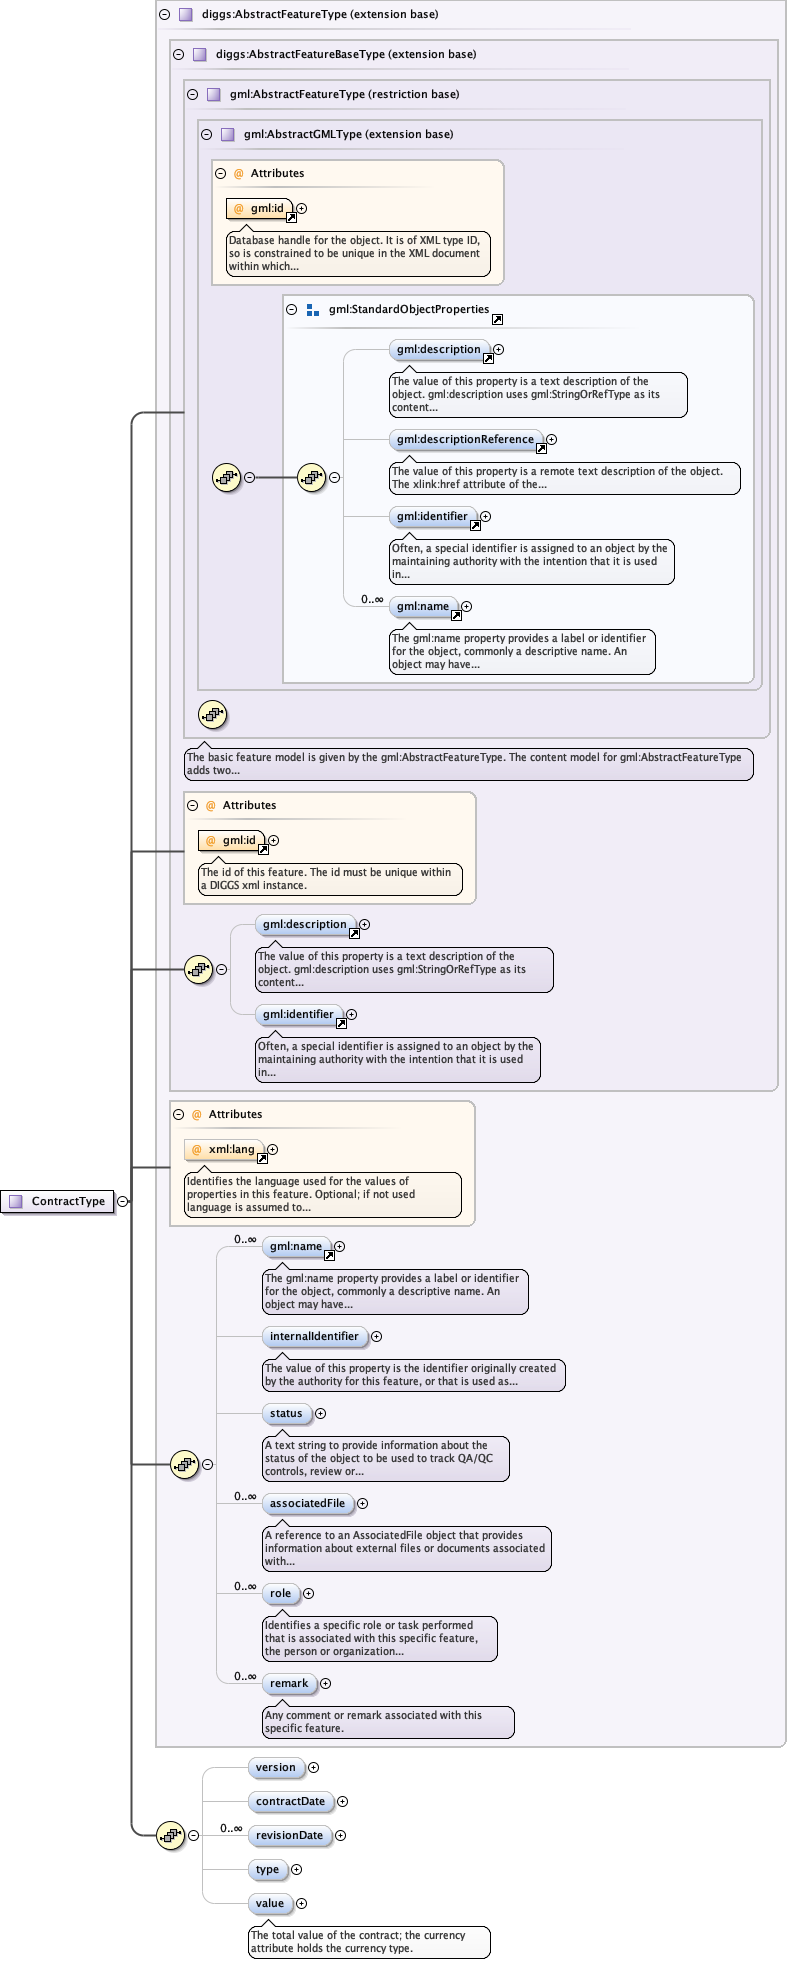 diggs:AbstractFeatureType (extension base)
diggs:AbstractFeatureBaseType (extension base)
gml:AbstractFeatureType (restriction base)
gml:AbstractGMLType (extension base)
@ Attributes
@ gml:id
Database handle for the object. It is of XML type ID,
so is constrained to be unique in the XML document
within which...
gml:StandardObjectProperties
gml:description
The value of this property is a text description of the
object. gml:description uses gml:StringOrRefType as its
content...
gml:descriptionReference
The value of this property is a remote text description of the object.
The xlink:href attribute of the...
gml:identifier
Often, a special identifier is assigned to an object by the
maintaining authority with the intention that it is used
in...
0..∞
gml:name
The gml:name property provides a label or identifier
for the object, commonly a descriptive name. An
object may have...
The basic feature model is given by the gml:AbstractFeatureType. The content model for gml:AbstractFeatureType
adds two...
@ Attributes
@ gml:id
The id of this feature. The id must be unique within
a DIGGS xml instance.
gml:description
The value of this property is a text description of the
object. gml:description uses gml:StringOrRefType as its
content...
gml:identifier
Often, a special identifier is assigned to an object by the
maintaining authority with the intention that it is used
in...
@ Attributes
@ xml:lang
Identifies the language used for the values of
properties in this feature. Optional; if not used
language is assumed to...
ContractType
0..∞
gml:name
The gml:name property provides a label or identifier
for the object, commonly a descriptive name. An
object may have...
internalIdentifier
The value of this property is the identifier originally created
by the authority for this feature, or that is used as...
status
A text string to provide information about the
status of the object to be used to track QA/QC
controls, review or...
0..∞
associatedFile
A reference to an AssociatedFile object that provides
information about external files or documents associated
with...
0..∞
role
Identifies a specific role or task performed
that is associated with this specific feature,
the person or organization...
0..∞
remark
Any comment or remark associated with this
specific feature.
version
contractDate
0..∞
revisionDate
type
value
The total value of the contract; the currency
attribute holds the currency type.